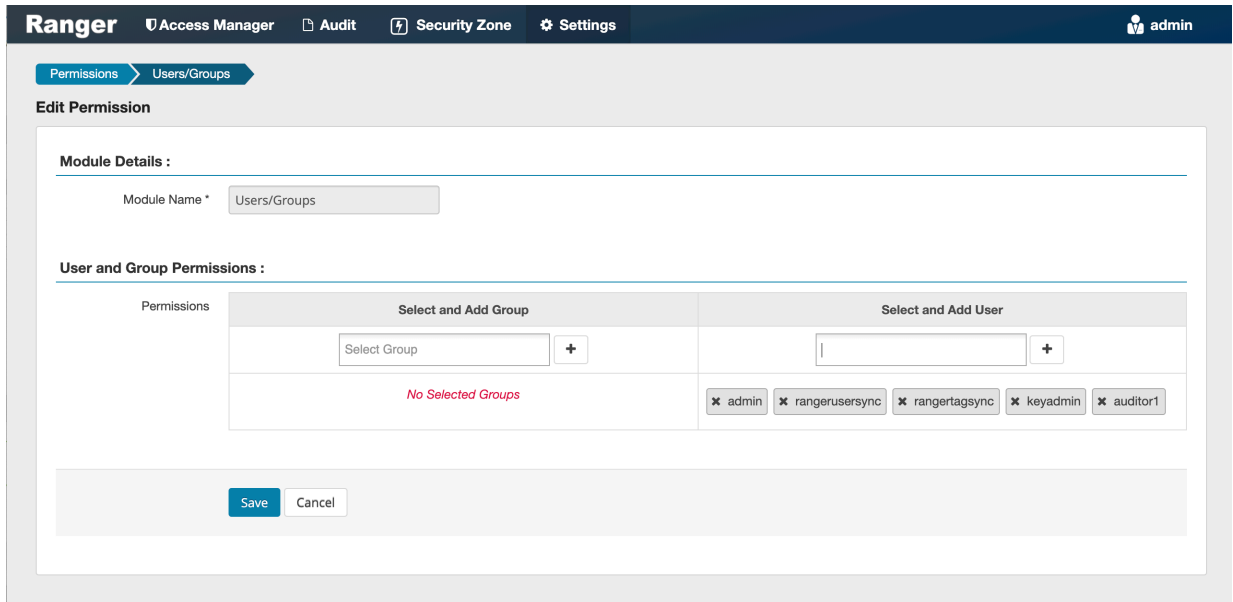 Ranger Access Manager Audit Security Zone Settings admin
Permissions Users/Groups
Edit Permission
Module Details :
Module Name * Users/Groups
User and Group Permissions :
Permissions Select and Add Group Select and Add User
Select Group + +
No Selected Groups × admin × rangerusersync × rangertagsync × keyadmin × auditor1
Save Cancel